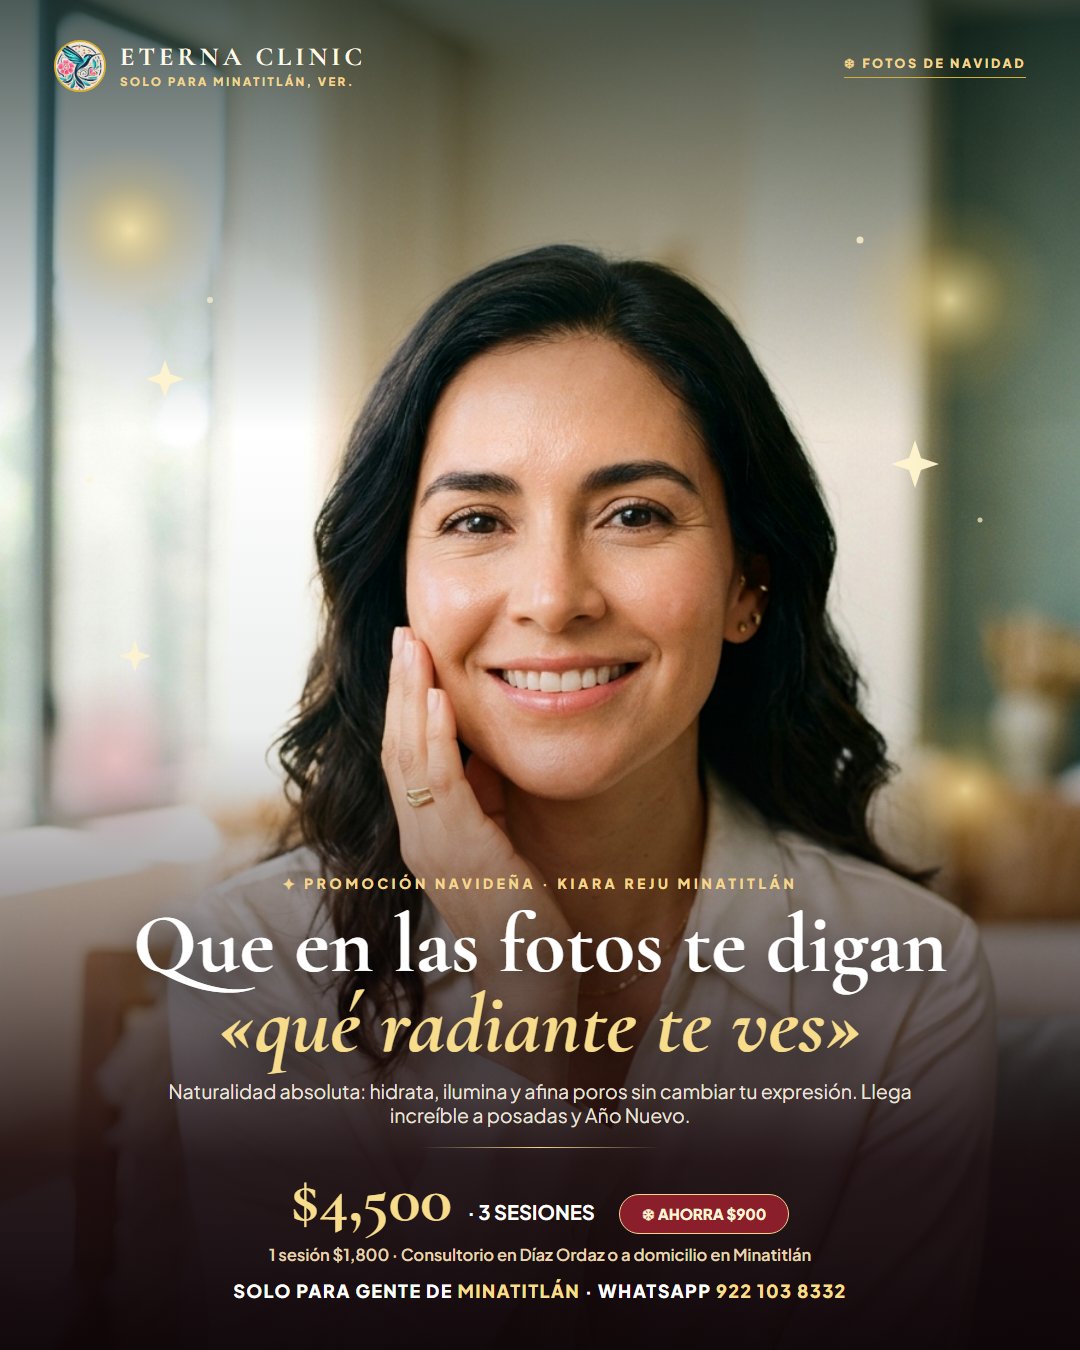 ETERNA CLINIC
SOLO PARA MINATITLÁN, VER.
❄ FOTOS DE NAVIDAD
✦ PROMOCIÓN NAVIDEÑA · KIARA REJU MINATITLÁN
Que en las fotos te digan
«qué radiante te ves»
Naturalidad absoluta: hidrata, ilumina y afina poros sin cambiar tu expresión. Llega
increíble a posadas y Año Nuevo.
$4,500 · 3 SESIONES ❄ AHORRA $900
1 sesión $1,800 · Consultorio en Díaz Ordaz o a domicilio en Minatitlán
SOLO PARA GENTE DE MINATITLÁN · WHATSAPP 922 103 8332